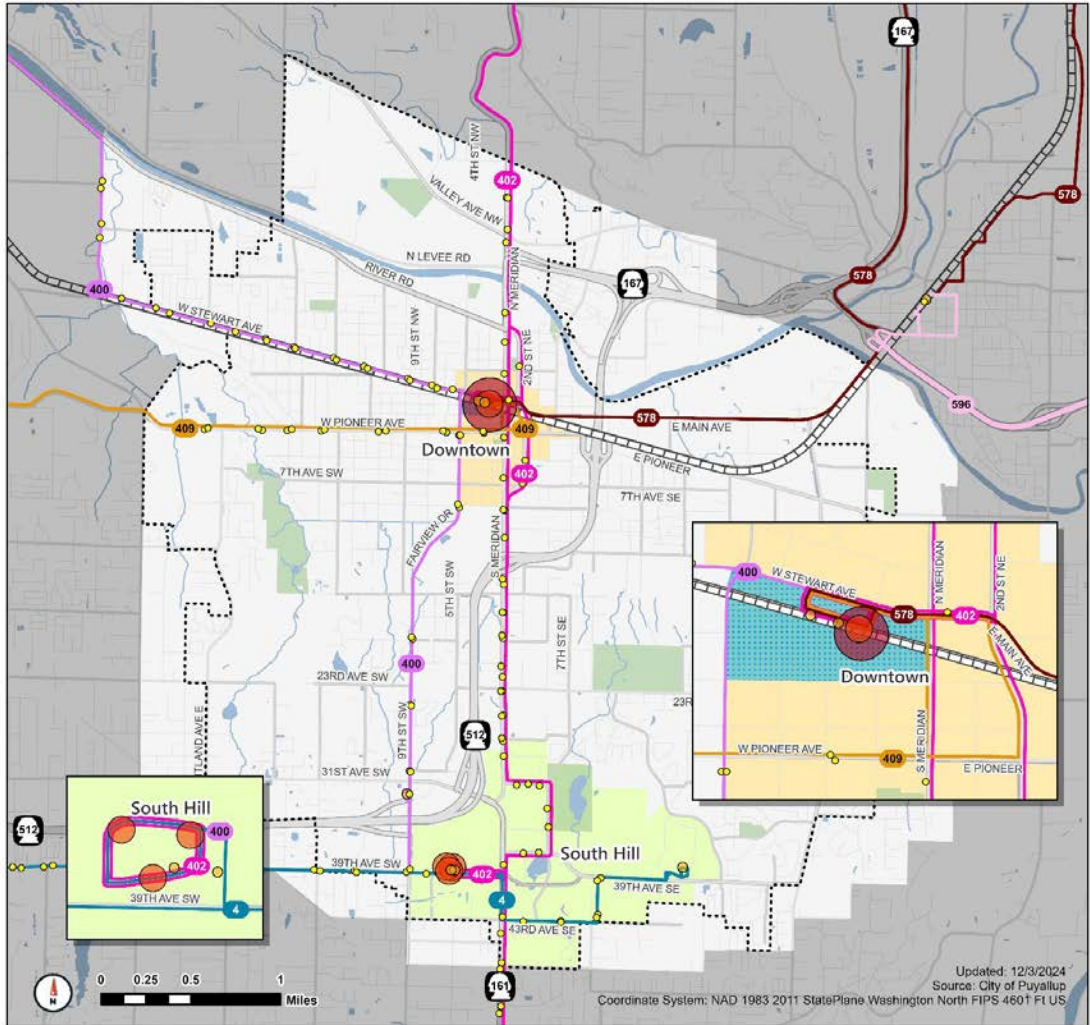 167
4TH ST NW
402
VALLEY AVE NW
578
N LEVEE RD
N MERIDIAN
167
578
RIVER RD
400
W STEWART AVE
9TH ST NW
2ND ST NE
596
578
409
W PIONEER AVE
409
E MAIN AVE
Downtown
E PIONEER
402
7TH AVE SW
7TH AVE SE
FAIRVIEW DR
S MERIDIAN
5TH ST SW
7TH ST SE
400
23RD AVE SW
9TH ST SW
512
31ST AVE SW
South Hill
39TH AVE SW
402
39TH AVE SE
4
43RD AVE SE
161
512
400
W STEWART AVE
N MERIDIAN
2ND ST NE
578
402
E MAIN AVE
Downtown
S MERIDIAN
W PIONEER AVE
409
E PIONEER
South Hill
400
402
39TH AVE SW
4
N
0 0.25 0.5 1
Miles
Updated: 12/3/2024
Source: City of Puyallup
Coordinate System: NAD 1983 2011 StatePlane Washington North FIPS 4601 Ft US